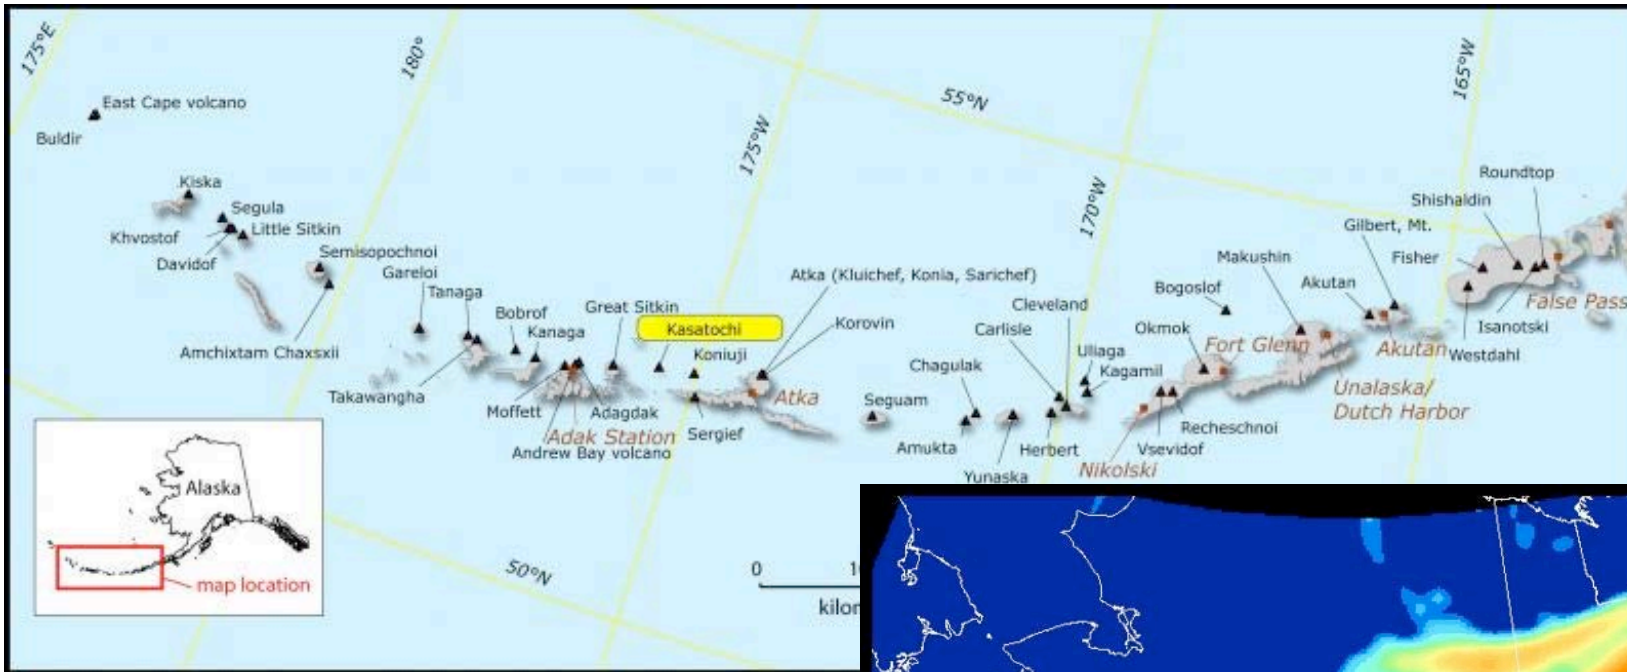 175°E
180°
175°W
55°N
170°W
165°W
East Cape volcano
Buldir
Kiska
Segula
Khvostof
Little Sitkin
Davidof
Semisopochnoi
Gareloi
Amchixtam Chaxsxii
Tanaga
Takawangha
Bobrof
Kanaga
Moffett
Adak Station
Andrew Bay volcano
Adagdak
Great Sitkin
Kasatochi
Koniuji
Sergief
Atka (Kluichef, Konia, Sarichef)
Korovin
Atka
Seguam
Chagulak
Amukta
Yunaska
Carlisle
Cleveland
Herbert
Uliaga
Kagamil
Nikolski
Vsevidof
Recheschnoi
Okmok
Fort Glenn
Bogoslof
Makushin
Unalaska/
Dutch Harbor
Akutan
Akutan
Gilbert, Mt.
Fisher
Shishaldin
Roundtop
Isanotski
Westdahl
False Pass
50°N
Alaska
map location
0